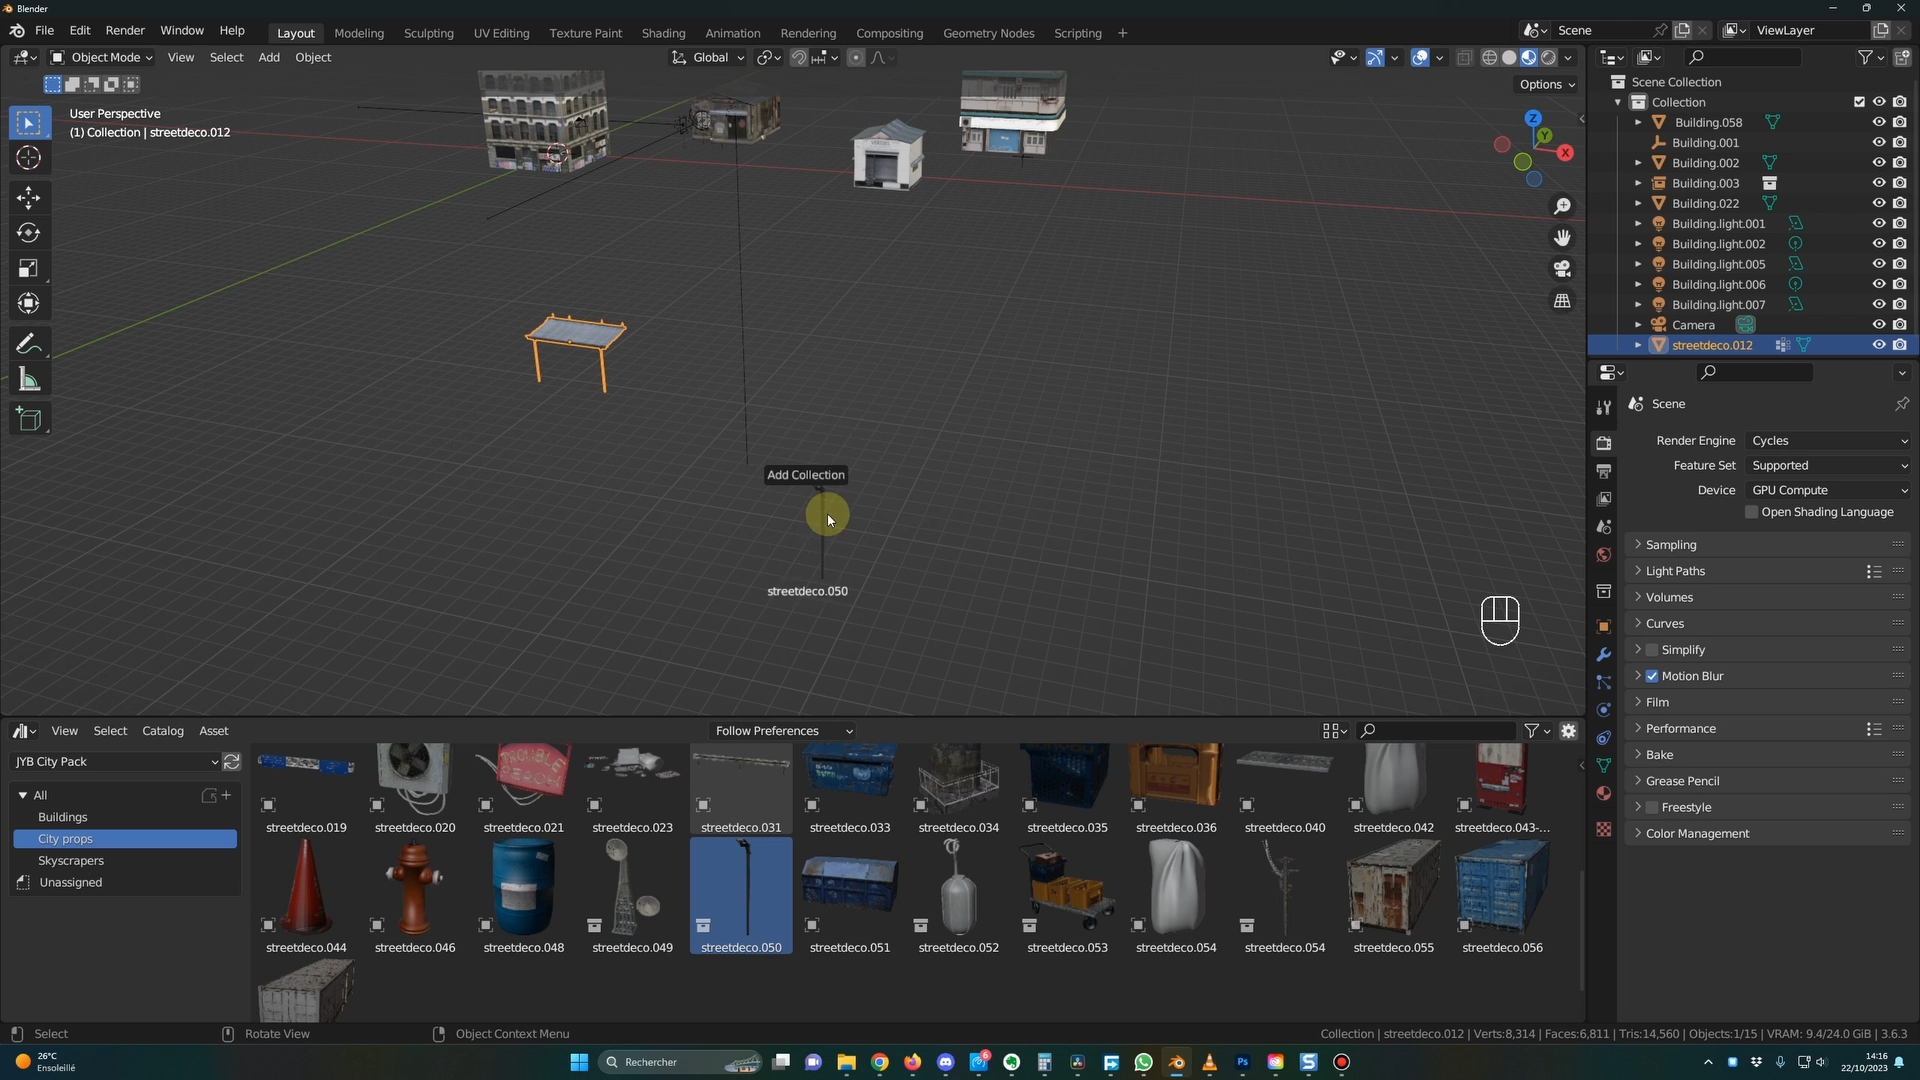 Blender
File Edit Render Window Help Layout Modeling Sculpting UV Editing Texture Paint Shading Animation Rendering Compositing Geometry Nodes Scripting + Scene ViewLayer
Object Mode View Select Add Object Global
Options
User Perspective
(1) Collection | streetdeco.012
Z
Y
X
Add Collection
streetdeco.050
Scene Collection
Collection
Building.058
Building.001
Building.002
Building.003
Building.022
Building.light.001
Building.light.002
Building.light.005
Building.light.006
Building.light.007
Camera
streetdeco.012
Scene
Render Engine Cycles
Feature Set Supported
Device GPU Compute
Open Shading Language
Sampling
Light Paths
Volumes
Curves
Simplify
Motion Blur
Film
Performance
Bake
Grease Pencil
Freestyle
Color Management
View Select Catalog Asset Follow Preferences
JYB City Pack
All
Buildings
City props
Skyscrapers
Unassigned
streetdeco.019 streetdeco.020 streetdeco.021 streetdeco.023 streetdeco.031 streetdeco.033 streetdeco.034 streetdeco.035 streetdeco.036 streetdeco.040 streetdeco.042 streetdeco.043-...
streetdeco.044 streetdeco.046 streetdeco.048 streetdeco.049 streetdeco.050 streetdeco.051 streetdeco.052 streetdeco.053 streetdeco.054 streetdeco.054 streetdeco.055 streetdeco.056
Select Rotate View Object Context Menu Collection | streetdeco.012 | Verts:8,314 | Faces:6,811 | Tris:14,560 | Objects:1/15 | VRAM: 9.4/24.0 GiB | 3.6.3
26°C
Ensoleillé
Rechercher
6
Ps
14:16
22/10/2023